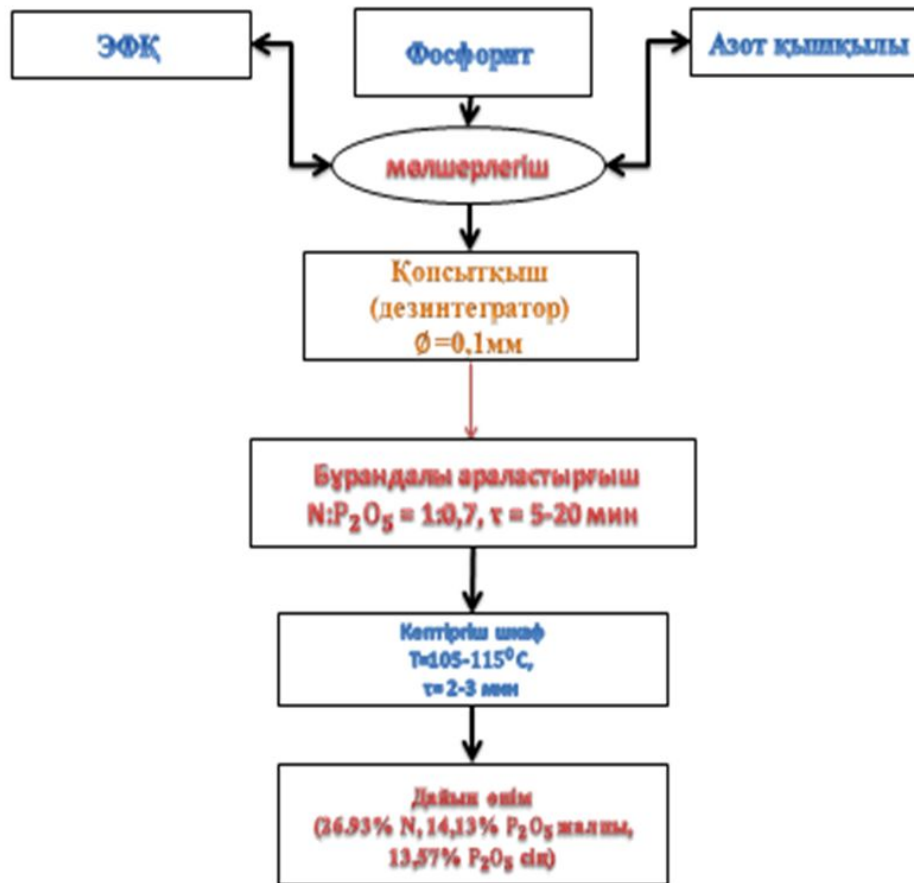 ЭФҚ
Фосфорит
Азот қышқылы
мөлшерлегіш
Қопсытқыш
(дезинтегратор)
Ø=0,1мм
Бұрандалы араластырғыш
N:P₂O₅ = 1:0,7, τ = 5-20 мин
Кептіргіш шкаф
T=105-115⁰C,
τ= 2-3 мин
Дайын өнім
(26.93% N, 14,13% P₂O₅ жалпы,
13,57% P₂O₅ сің)